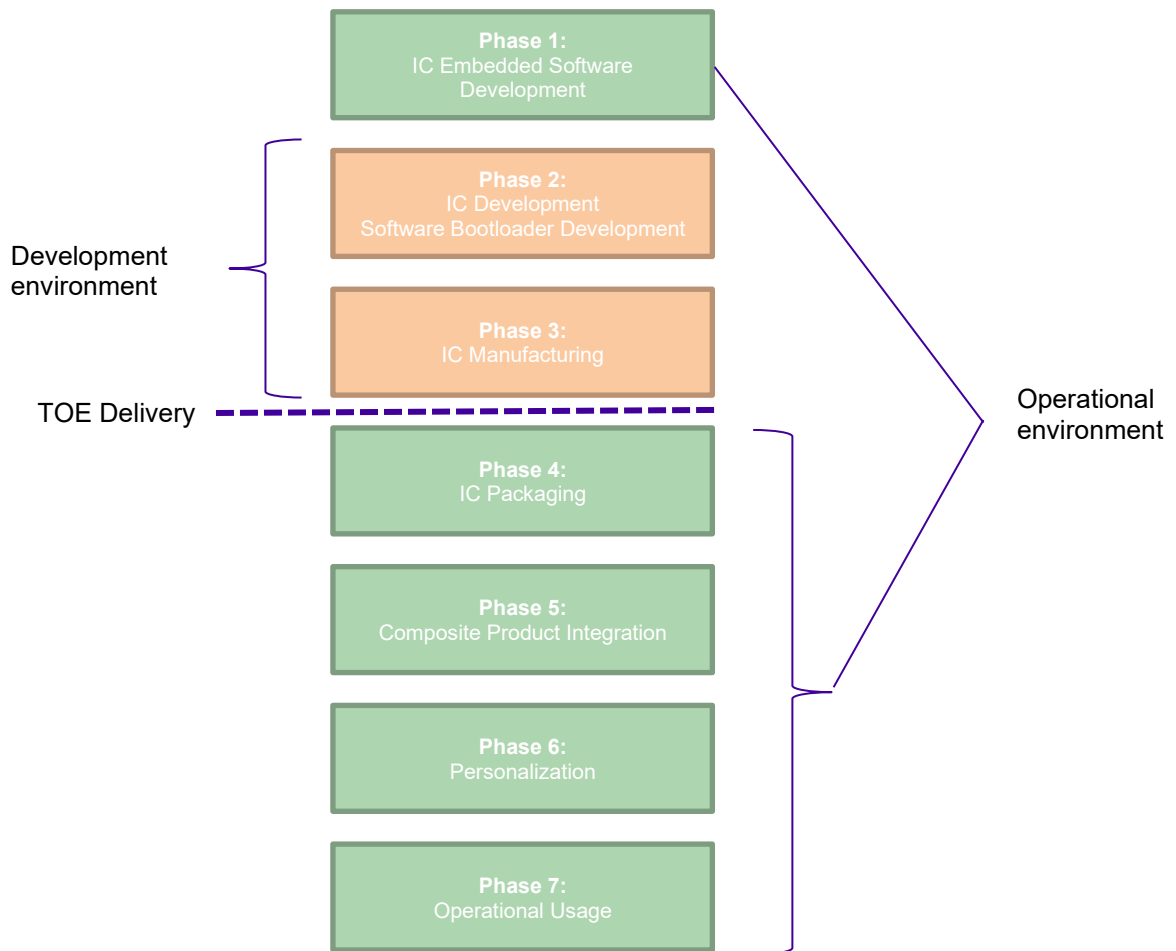 Phase 1:
IC Embedded Software
Development
Phase 2:
IC Development
Software Bootloader Development
Development
environment
Phase 3:
IC Manufacturing
TOE Delivery
Operational
environment
Phase 4:
IC Packaging
Phase 5:
Composite Product Integration
Phase 6:
Personalization
Phase 7:
Operational Usage